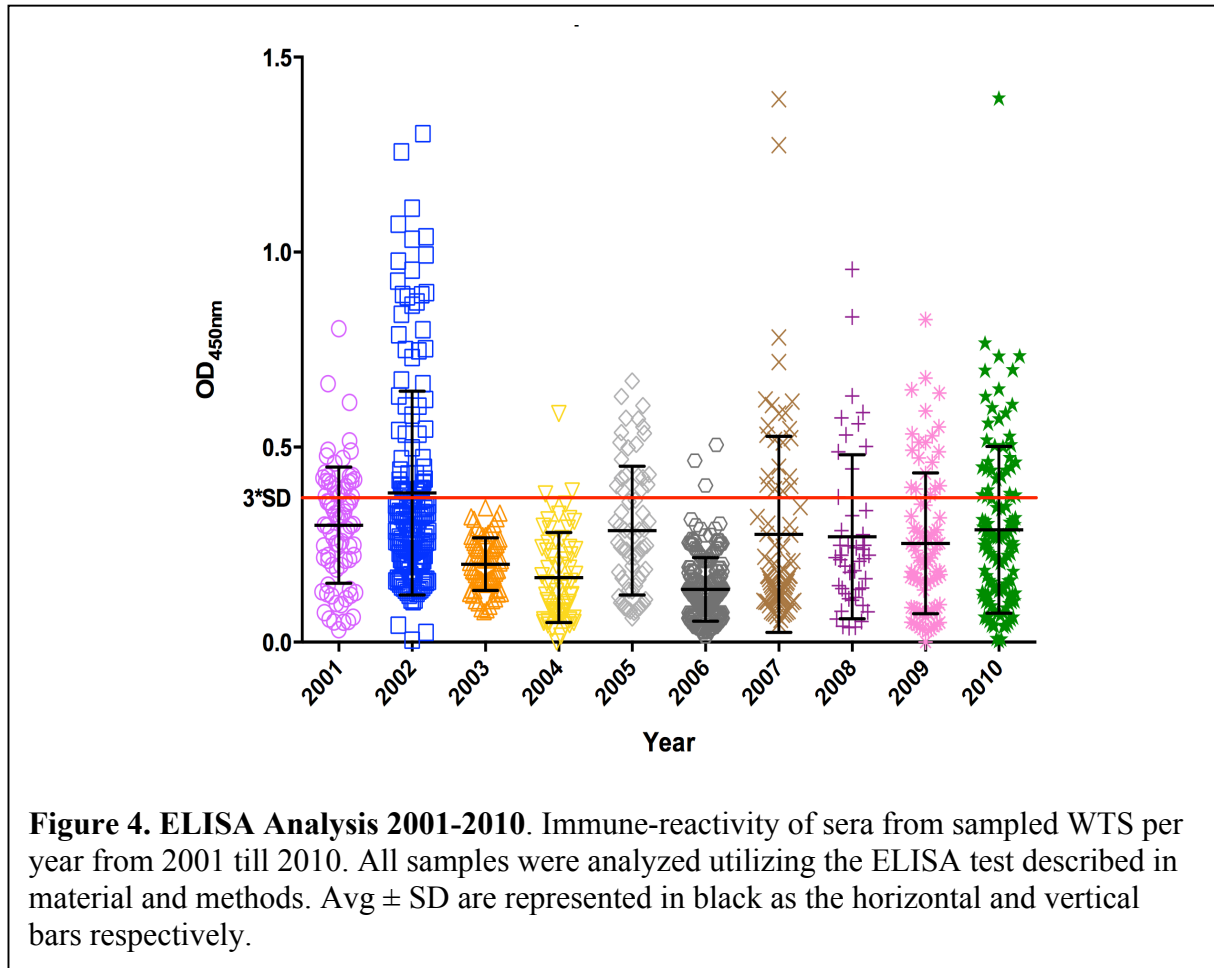 -
1.5
1.0
0.5
3*SD
0.0
OD450nm
2001 2002 2003 2004 2005 2006 2007 2008 2009 2010
Year
Figure 4. ELISA Analysis 2001-2010. Immune-reactivity of sera from sampled WTS per
year from 2001 till 2010. All samples were analyzed utilizing the ELISA test described in
material and methods. Avg ± SD are represented in black as the horizontal and vertical
bars respectively.